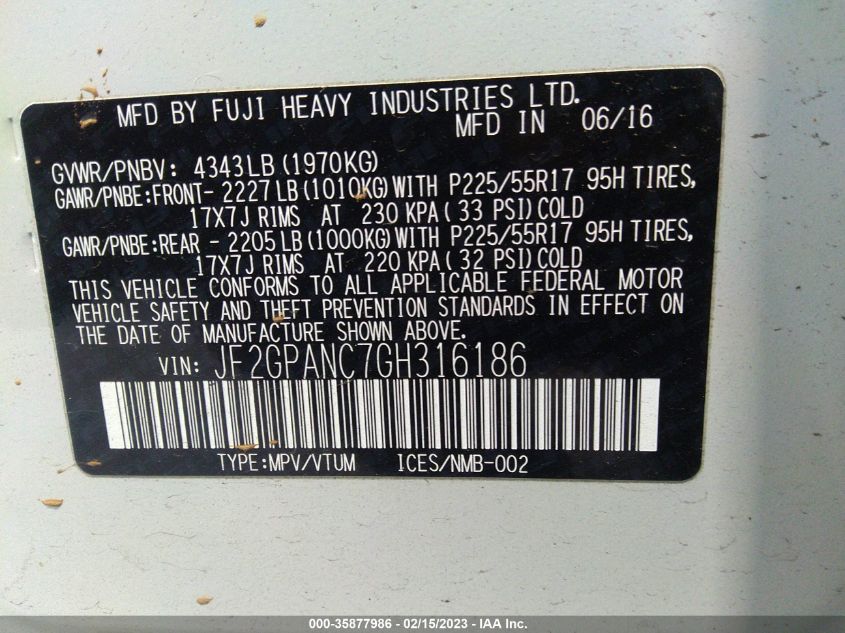 MFD BY FUJI HEAVY INDUSTRIES LTD.
MFD IN 06/16
GVWR/PNBV: 4343LB (1970KG)
GAWR/PNBE:FRONT- 2227LB (1010KG) WITH P225/55R17 95H TIRES,
17X7J RIMS AT 230 KPA ( 33 PSI) COLD
GAWR/PNBE:REAR - 2205LB (1000KG) WITH P225/55R17 95H TIRES,
17X7J RIMS AT 220 KPA ( 32 PSI) COLD
THIS VEHICLE CONFORMS TO ALL APPLICABLE FEDERAL MOTOR
VEHICLE SAFETY AND THEFT PREVENTION STANDARDS IN EFFECT ON
THE DATE OF MANUFACTURE SHOWN ABOVE.
VIN: JF2GPANC7GH316186
TYPE:MPV/VTUM ICES/NMB-002
000-35877986 - 02/15/2023 - IAA Inc.